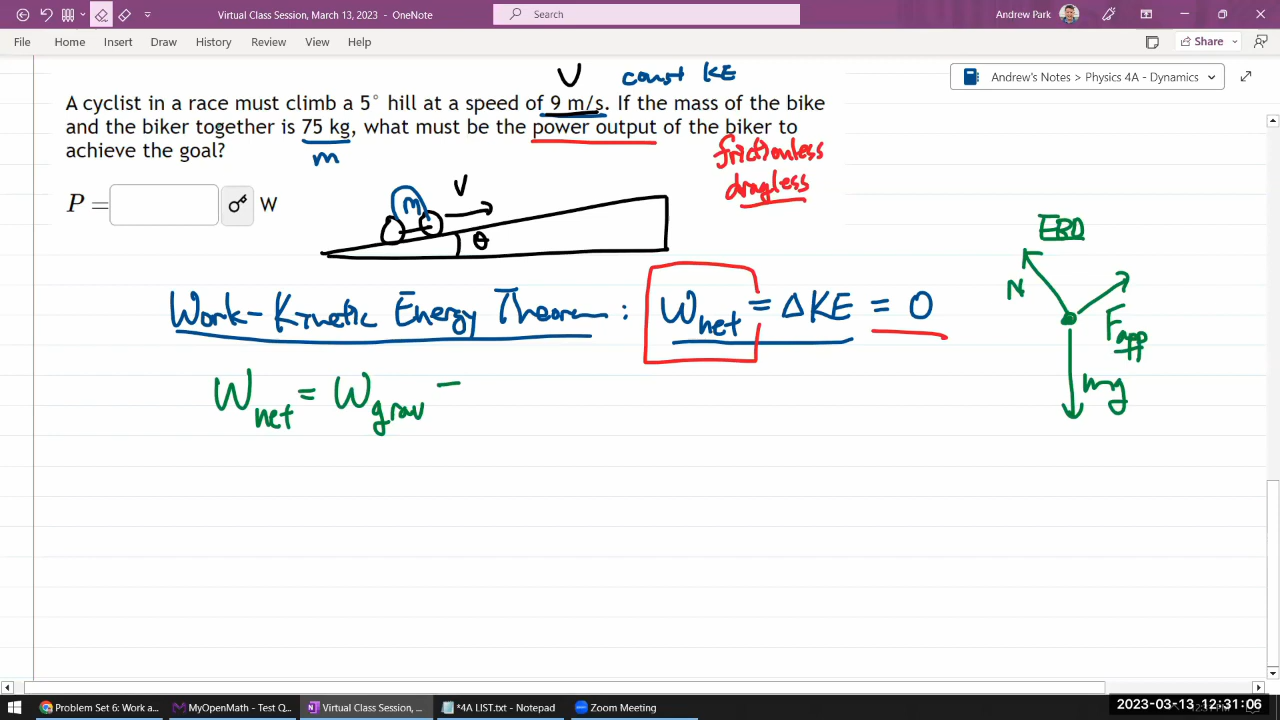 Virtual Class Session, March 13, 2023 - OneNote
Search
Andrew Park
File Home Insert Draw History Review View Help
Share
Andrew's Notes > Physics 4A - Dynamics
V const KE
A cyclist in a race must climb a 5° hill at a speed of 9 m/s. If the mass of the bike
and the biker together is 75 kg, what must be the power output of the biker to
achieve the goal?
m
frictionless
dragless
P = W
m V
θ
FBD
N
F app
mg
Work-Kinetic Energy Theorem : W net = ΔKE = 0
W net = W grav -
Problem Set 6: Work a...
MyOpenMath - Test Q...
Virtual Class Session,...
*4A LIST.txt - Notepad
Zoom Meeting
2023-03-13 12:31:06